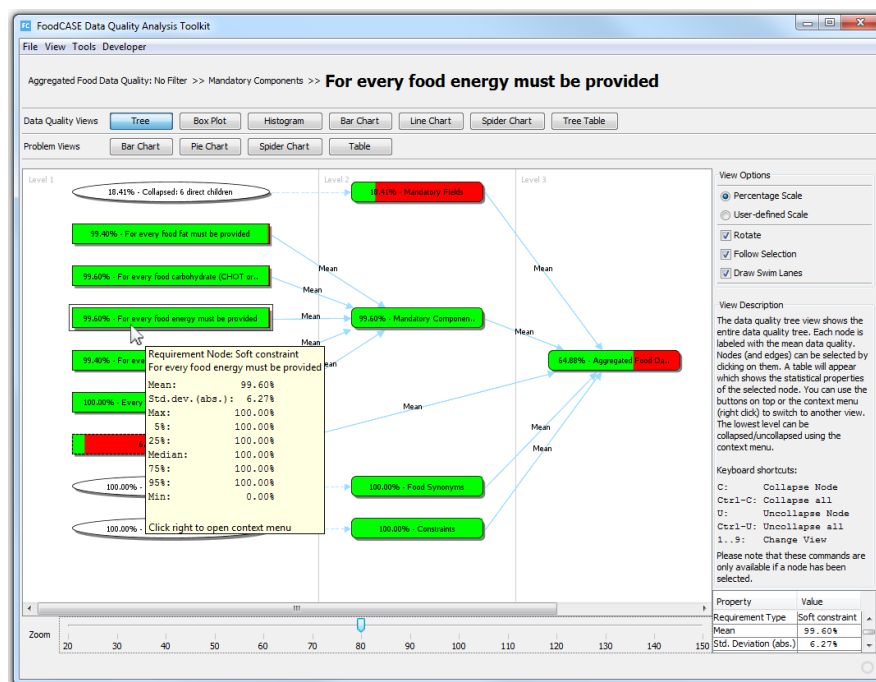 FC FoodCASE Data Quality Analysis Toolkit
File View Tools Developer
Aggregated Food Data Quality: No Filter >> Mandatory Components >> For every food energy must be provided
Data Quality Views Tree Box Plot Histogram Bar Chart Line Chart Spider Chart Tree Table
Problem Views Bar Chart Pie Chart Spider Chart Table
Level 1 Level 2 Level 3
18.41% - Collapsed: 6 direct children
18.41% - Mandatory Fields
99.40% - For every food fat must be provided
Mean
Mean
99.60% - For every food carbohydrate (CHOT or..
Mean
99.60% - For every food energy must be provided
Mean
99.60% - Mandatory Componen..
Mean
Mean
99.40% - For eve
ean
64.88% - Aggregated Food Da..
100.00% - Every
Mean
Mean
Mean
100.00% -
100.00% - Food Synonyms
100.00% -
100.00% - Constraints
Requirement Node: Soft constraint
For every food energy must be provided
Mean: 99.60%
Std.dev.(abs.): 6.27%
Max: 100.00%
5%: 100.00%
25%: 100.00%
Median: 100.00%
75%: 100.00%
95%: 100.00%
Min: 0.00%
Click right to open context menu
Zoom
20 30 40 50 60 70 80 90 100 110 120 130 140 150
View Options
Percentage Scale
User-defined Scale
Rotate
Follow Selection
Draw Swim Lanes
View Description
The data quality tree view shows the
entire data quality tree. Each node is
labeled with the mean data quality.
Nodes (and edges) can be selected by
clicking on them. A table will appear
which shows the statistical properties
of the selected node. You can use the
buttons on top or the context menu
(right click) to switch to another view.
The lowest level can be
collapsed/uncollapsed using the
context menu.
Keyboard shortcuts:
C: Collapse Node
Ctrl-C: Collapse all
U: Uncollapse Node
Ctrl-U: Uncollapse all
1..9: Change View
Please note that these commands are
only available if a node has been
selected.
Property Value
Requirement Type Soft constraint
Mean 99.60%
Std. Deviation (abs.) 6.27%